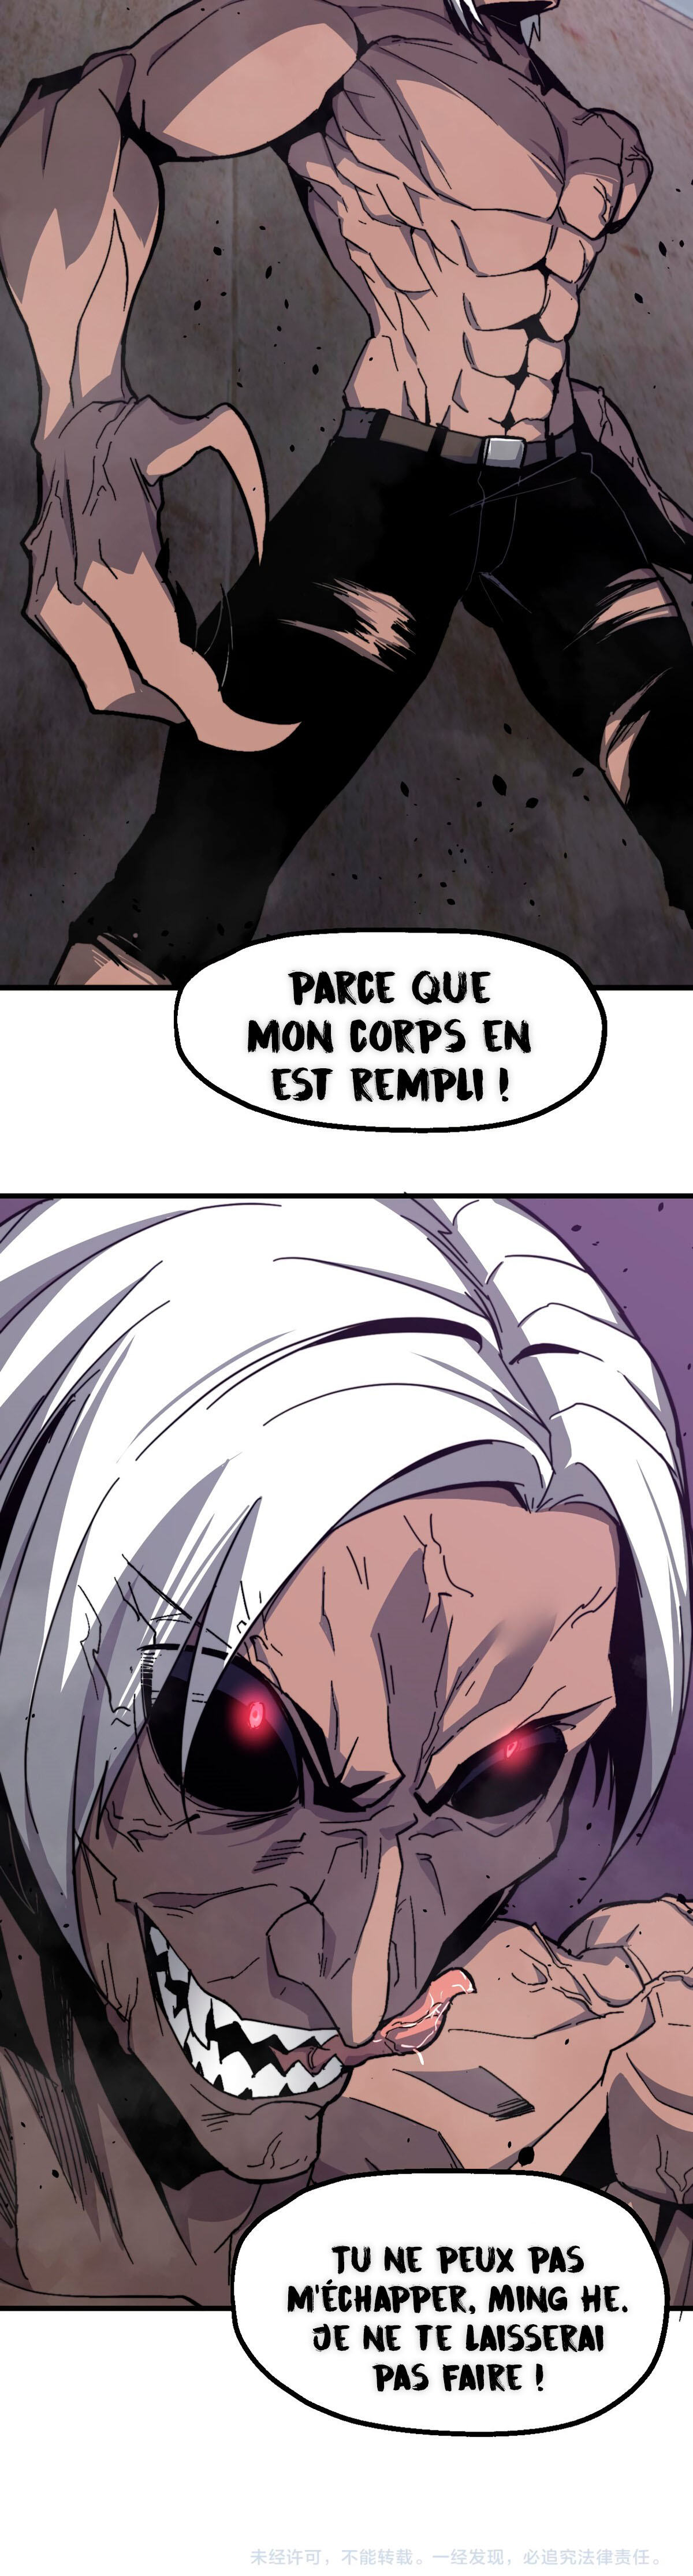 PARCE QUE
MON CORPS EN
EST REMPLI !
TU NE PEUX PAS
M'ÉCHAPPER, MING HE.
JE NE TE LAISSERAI
PAS FAIRE !
未经许可，不能转载。一经发现，必追究法律责任。